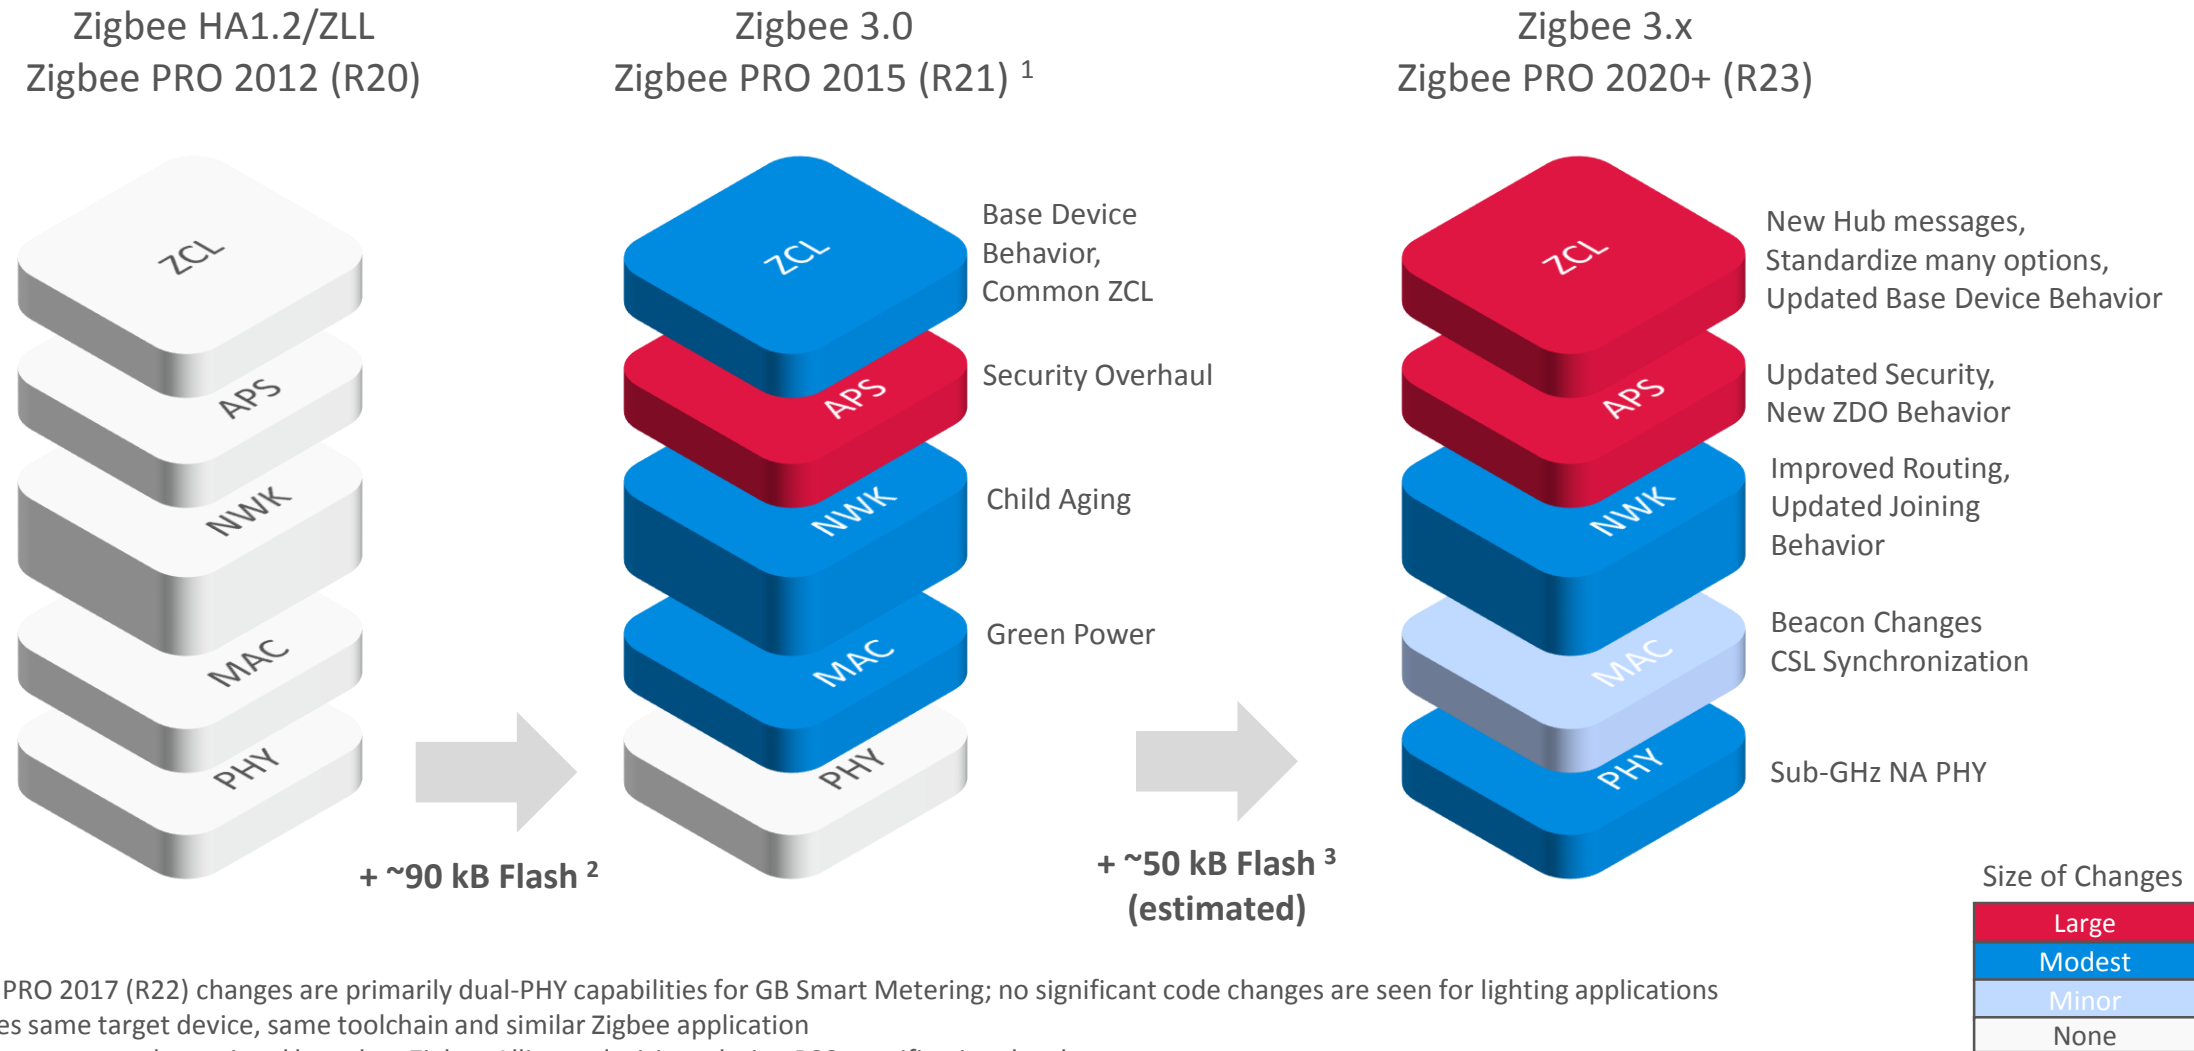 Zigbee HA1.2/ZLL
Zigbee PRO 2012 (R20)
Zigbee 3.0
Zigbee PRO 2015 (R21) 1
Zigbee 3.x
Zigbee PRO 2020+ (R23)
ZCL
APS
NWK
MAC
PHY
+ ~90 kB Flash 2
ZCL
Base Device
Behavior,
Common ZCL
APS
Security Overhaul
NWK
Child Aging
MAC
Green Power
PHY
+ ~50 kB Flash 3
(estimated)
ZCL
New Hub messages,
Standardize many options,
Updated Base Device Behavior
APS
Updated Security,
New ZDO Behavior
NWK
Improved Routing,
Updated Joining
Behavior
MAC
Beacon Changes
CSL Synchronization
PHY
Sub-GHz NA PHY
Size of Changes
Large
Modest
Minor
None
PRO 2017 (R22) changes are primarily dual-PHY capabilities for GB Smart Metering; no significant code changes are seen for lighting applications
es same target device, same toolchain and similar Zigbee application